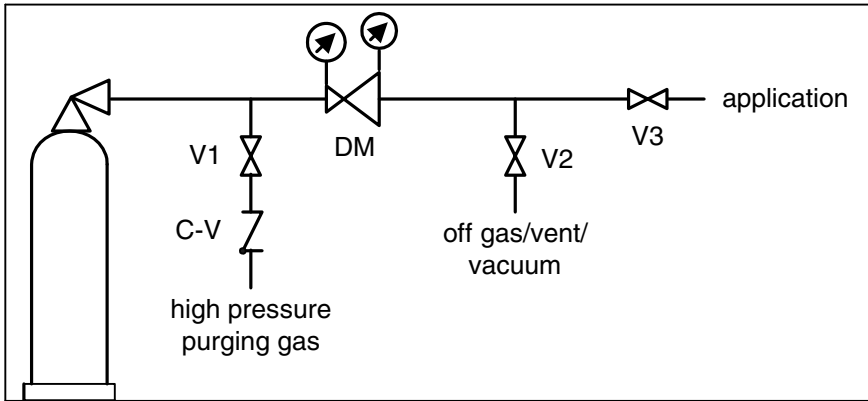 application
V1
DM
V2
V3
C-V
off gas/vent/
vacuum
high pressure
purging gas